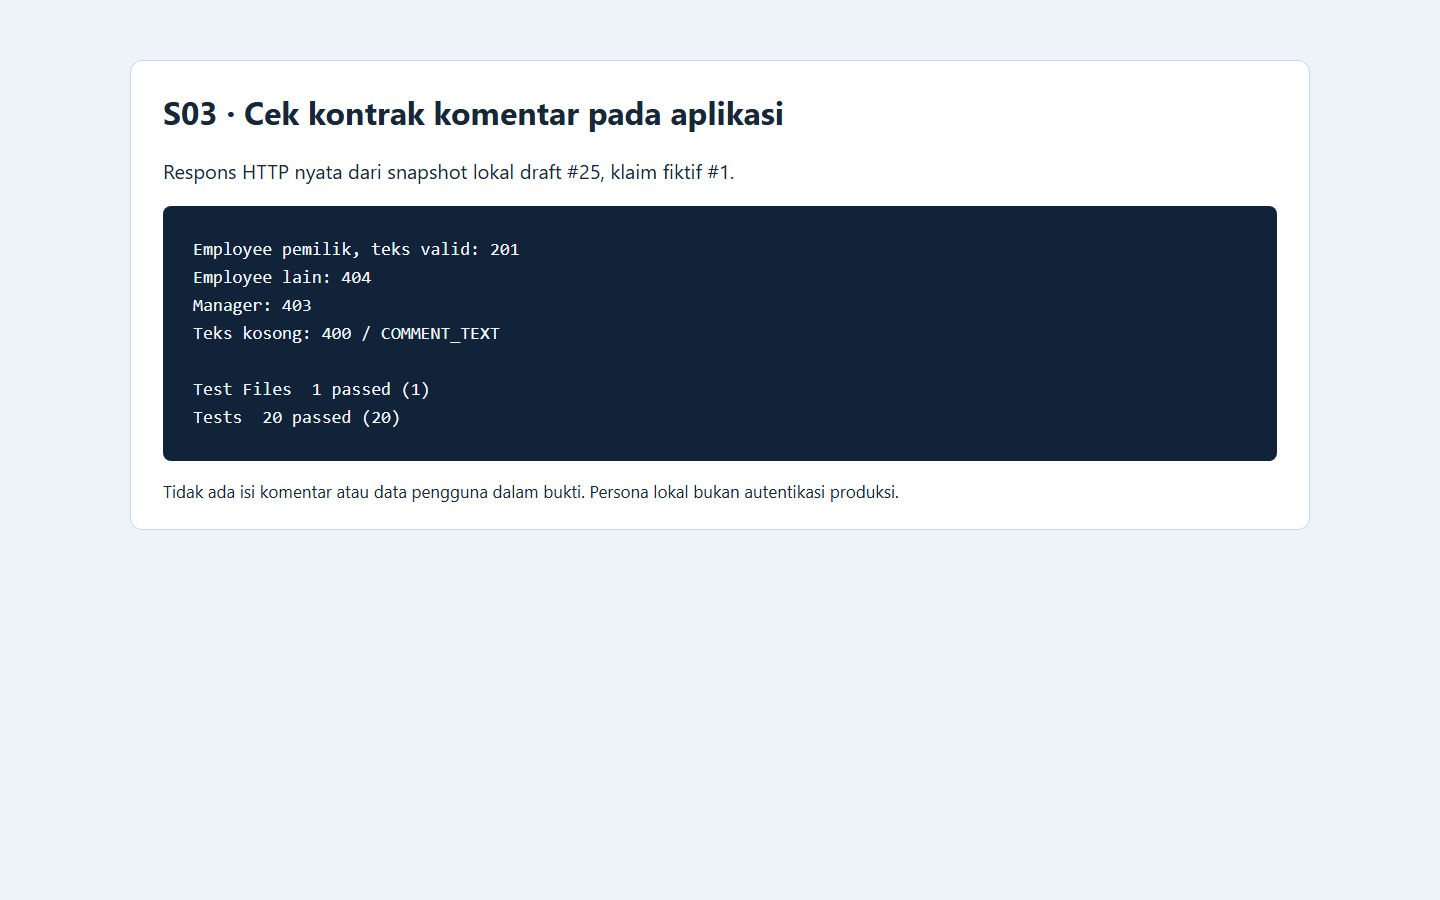 S03 · Cek kontrak komentar pada aplikasi
Respons HTTP nyata dari snapshot lokal draft #25, klaim fiktif #1.
Employee pemilik, teks valid: 201
Employee lain: 404
Manager: 403
Teks kosong: 400 / COMMENT_TEXT
Test Files  1 passed (1)
Tests  20 passed (20)
Tidak ada isi komentar atau data pengguna dalam bukti. Persona lokal bukan autentikasi produksi.